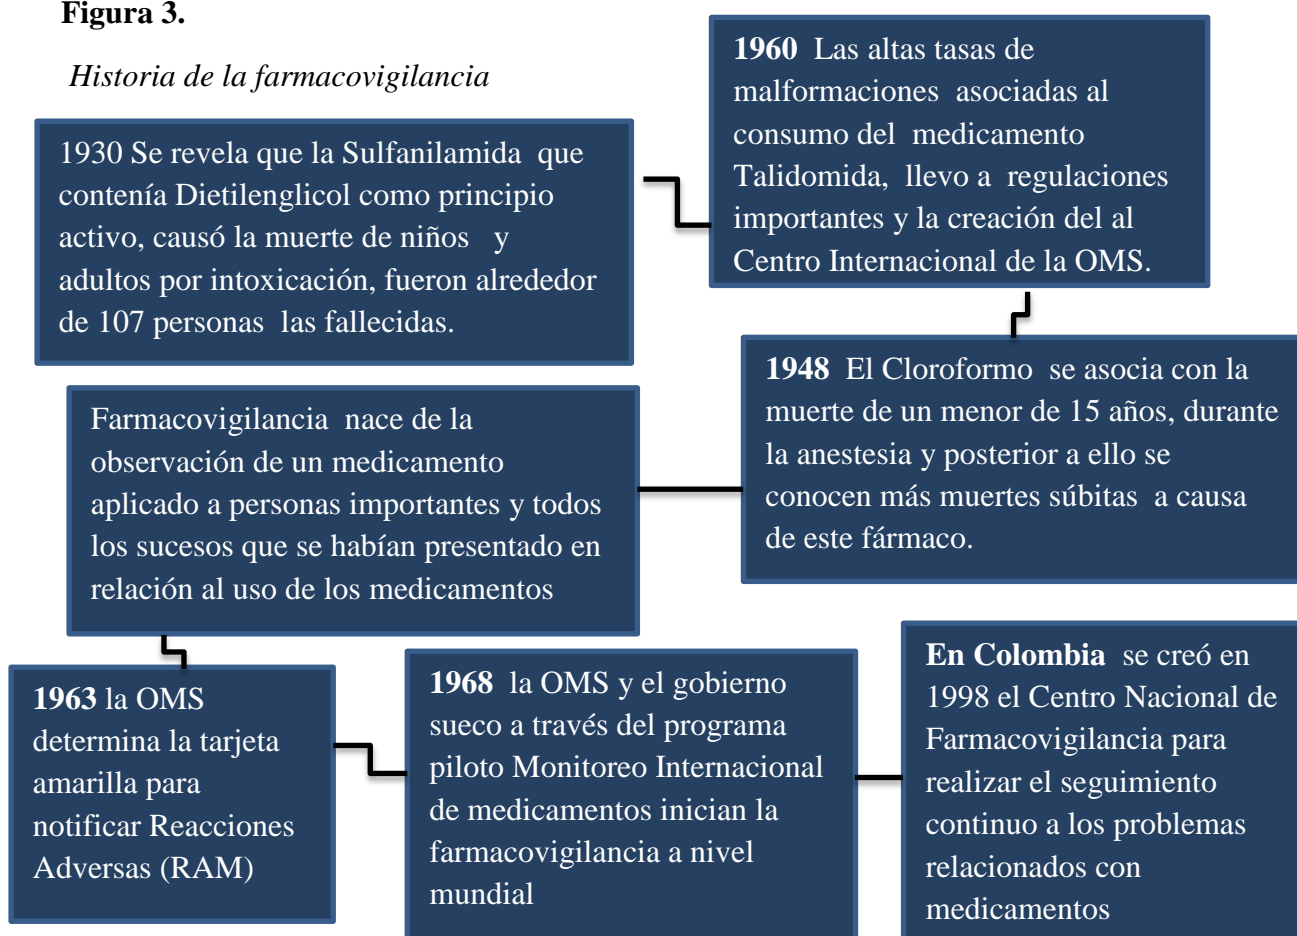 Figura 3.
Historia de la farmacovigilancia
1930 Se revela que la Sulfanilamida que
contenía Dietilenglicol como principio
activo, causó la muerte de niños y
adultos por intoxicación, fueron alrededor
de 107 personas las fallecidas.
1960 Las altas tasas de
malformaciones asociadas al
consumo del medicamento
Talidomida, llevo a regulaciones
importantes y la creación del al
Centro Internacional de la OMS.
1948 El Cloroformo se asocia con la
muerte de un menor de 15 años, durante
la anestesia y posterior a ello se
conocen más muertes súbitas a causa
de este fármaco.
Farmacovigilancia nace de la
observación de un medicamento
aplicado a personas importantes y todos
los sucesos que se habían presentado en
relación al uso de los medicamentos
1963 la OMS
determina la tarjeta
amarilla para
notificar Reacciones
Adversas (RAM)
1968 la OMS y el gobierno
sueco a través del programa
piloto Monitoreo Internacional
de medicamentos inician la
farmacovigilancia a nivel
mundial
En Colombia se creó en
1998 el Centro Nacional de
Farmacovigilancia para
realizar el seguimiento
continuo a los problemas
relacionados con
medicamentos